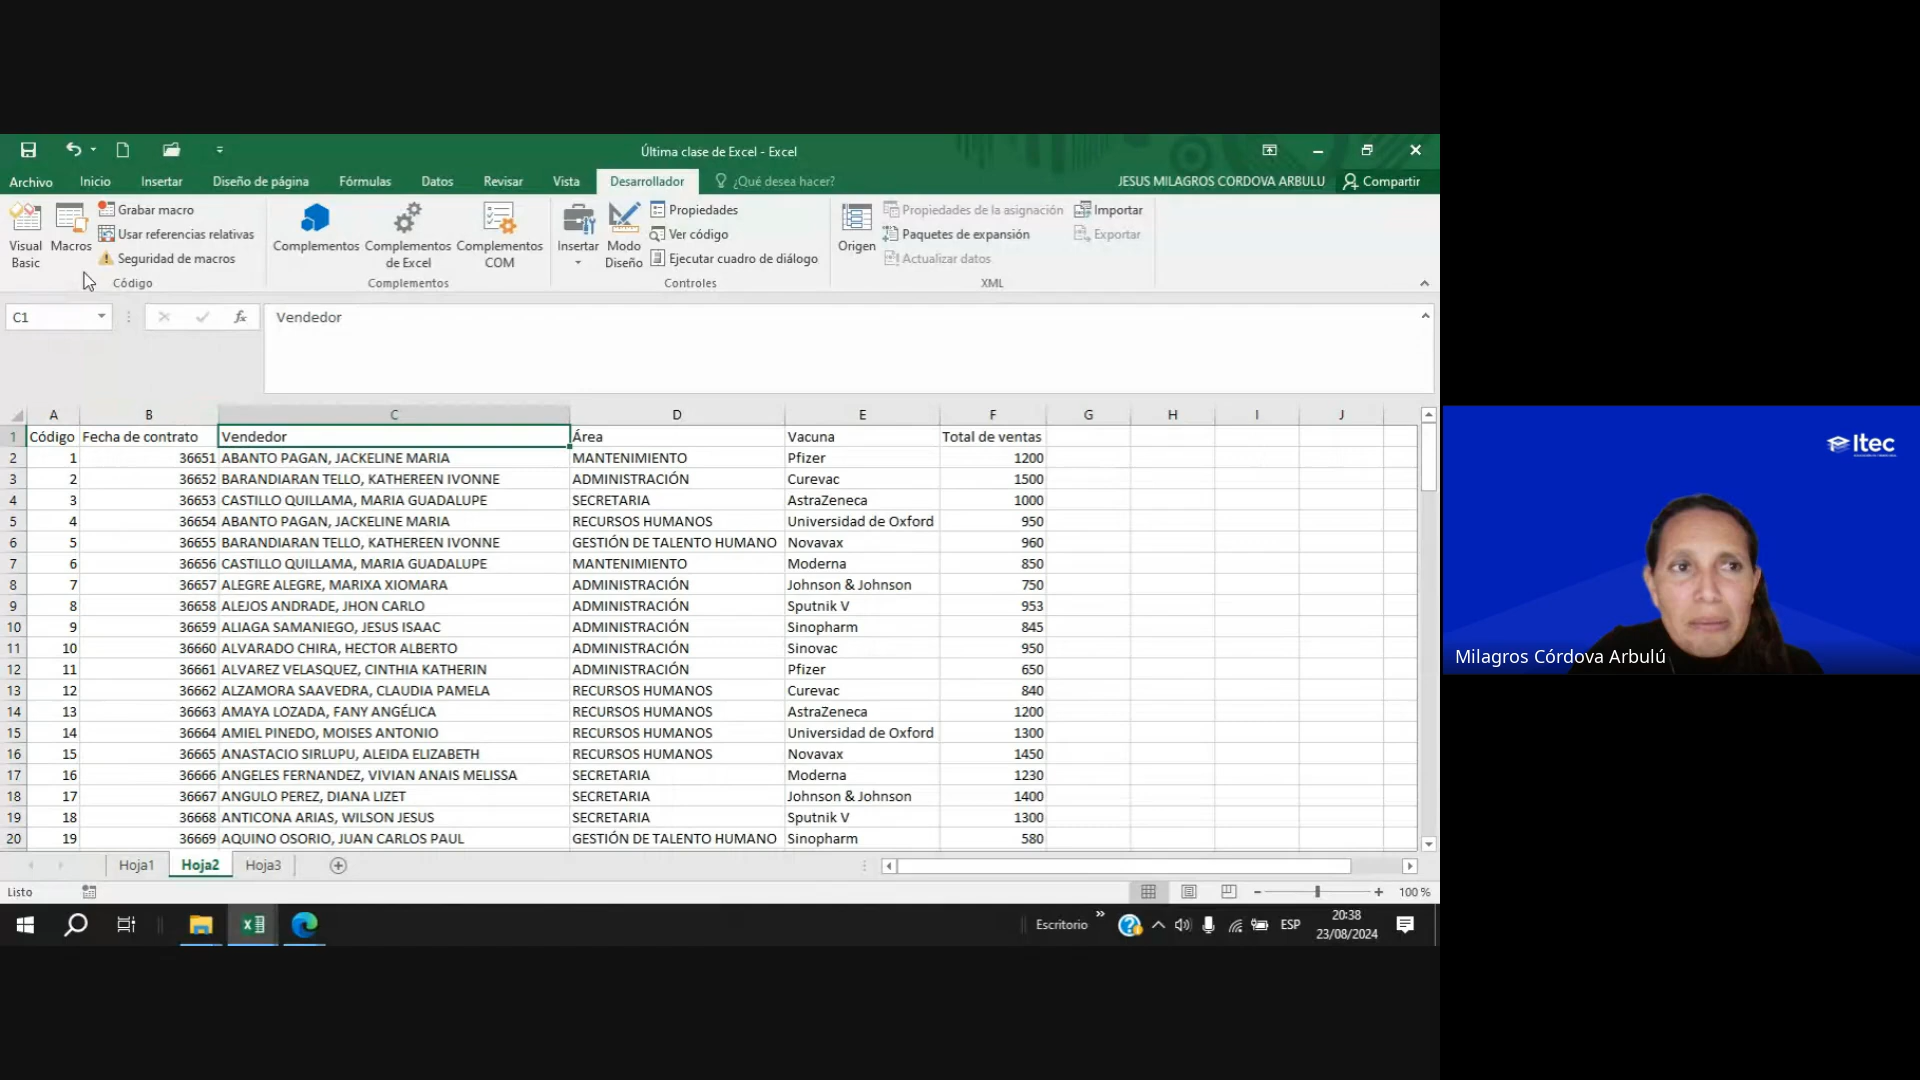 Última clase de Excel - Excel
Archivo Inicio Insertar Diseño de página Fórmulas Datos Revisar Vista Desarrollador ¿Qué desea hacer? JESUS MILAGROS CORDOVA ARBULU Compartir
Visual Basic
Macros
Grabar macro
Usar referencias relativas
Seguridad de macros
Código
Complementos
Complementos de Excel
Complementos COM
Complementos
Insertar
Modo Diseño
Propiedades
Ver código
Ejecutar cuadro de diálogo
Controles
Origen
Propiedades de la asignación
Paquetes de expansión
Actualizar datos
Importar
Exportar
XML
C1 fx Vendedor
A B C D E F G H I J
1 Código Fecha de contrato Vendedor Área Vacuna Total de ventas
2 1 36651 ABANTO PAGAN, JACKELINE MARIA MANTENIMIENTO Pfizer 1200
3 2 36652 BARANDIARAN TELLO, KATHEREEN IVONNE ADMINISTRACIÓN Curevac 1500
4 3 36653 CASTILLO QUILLAMA, MARIA GUADALUPE SECRETARIA AstraZeneca 1000
5 4 36654 ABANTO PAGAN, JACKELINE MARIA RECURSOS HUMANOS Universidad de Oxford 950
6 5 36655 BARANDIARAN TELLO, KATHEREEN IVONNE GESTIÓN DE TALENTO HUMANO Novavax 960
7 6 36656 CASTILLO QUILLAMA, MARIA GUADALUPE MANTENIMIENTO Moderna 850
8 7 36657 ALEGRE ALEGRE, MARIXA XIOMARA ADMINISTRACIÓN Johnson & Johnson 750
9 8 36658 ALEJOS ANDRADE, JHON CARLO ADMINISTRACIÓN Sputnik V 953
10 9 36659 ALIAGA SAMANIEGO, JESUS ISAAC ADMINISTRACIÓN Sinopharm 845
11 10 36660 ALVARADO CHIRA, HECTOR ALBERTO ADMINISTRACIÓN Sinovac 950
12 11 36661 ALVAREZ VELASQUEZ, CINTHIA KATHERIN ADMINISTRACIÓN Pfizer 650
13 12 36662 ALZAMORA SAAVEDRA, CLAUDIA PAMELA RECURSOS HUMANOS Curevac 840
14 13 36663 AMAYA LOZADA, FANY ANGÉLICA RECURSOS HUMANOS AstraZeneca 1200
15 14 36664 AMIEL PINEDO, MOISES ANTONIO RECURSOS HUMANOS Universidad de Oxford 1300
16 15 36665 ANASTACIO SIRLUPU, ALEIDA ELIZABETH RECURSOS HUMANOS Novavax 1450
17 16 36666 ANGELES FERNANDEZ, VIVIAN ANAIS MELISSA SECRETARIA Moderna 1230
18 17 36667 ANGULO PEREZ, DIANA LIZET SECRETARIA Johnson & Johnson 1400
19 18 36668 ANTICONA ARIAS, WILSON JESUS SECRETARIA Sputnik V 1300
20 19 36669 AQUINO OSORIO, JUAN CARLOS PAUL GESTIÓN DE TALENTO HUMANO Sinopharm 580
Hoja1 Hoja2 Hoja3
Listo 100 %
Escritorio » ESP 20:38
23/08/2024
Itec
Milagros Córdova Arbulú